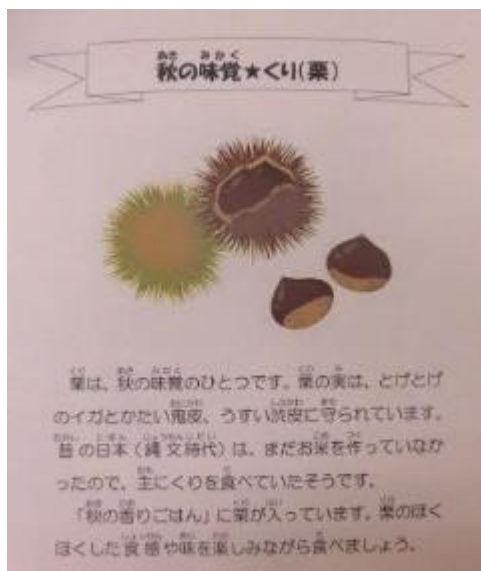 秋の味覚★くり(栗)
栗は、秋の味覚のひとつです。栗の実は、とげとげ
のイガとかたい鬼皮、うすい渋皮に守られています。
昔の日本(縄文時代)は、まだお米を作っていなか
ったので、主にくりを食べていたそうです。
「秋の香りごはん」に栗が入っています。栗のほく
ほくした食感や味を楽しみながら食べましょう。